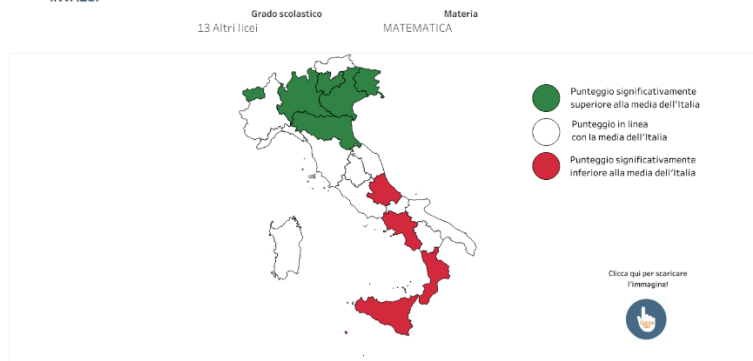 Grado scolastico
Materia
13 Altri licei
MATEMATICA
Punteggio significativamente
superiore alla media dell'Italia
Punteggio in linea
con la media dell'Italia
Punteggio significativamente
inferiore alla media dell'Italia
Clicca qui per scaricare
l'immagine!